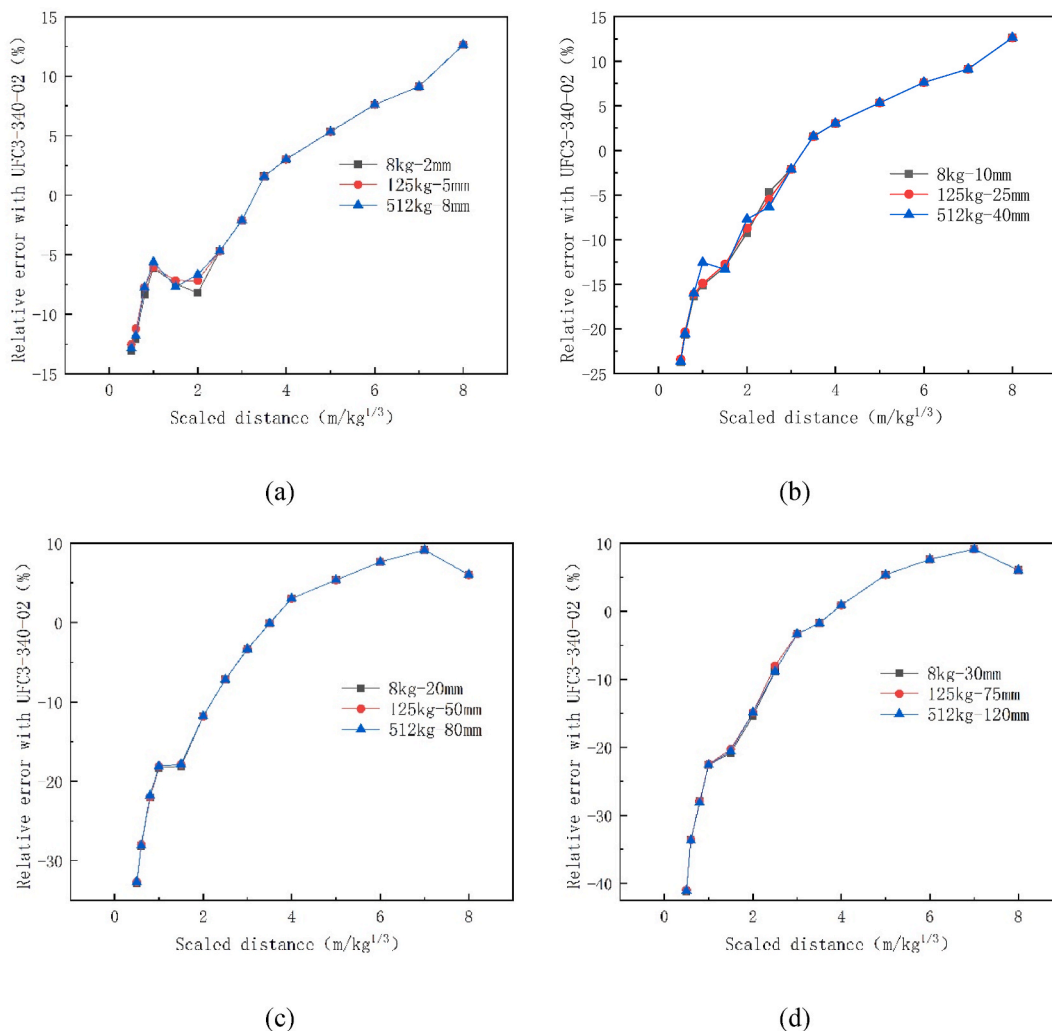 15
10
5
0
-5
-10
-15
Relative error with UFC3-340-02 (%)
8kg-2mm
125kg-5mm
512kg-8mm
0 2 4 6 8
Scaled distance (m/kg1/3)
(a)
15
10
5
0
-5
-10
-15
-20
-25
Relative error with UFC3-340-02 (%)
8kg-10mm
125kg-25mm
512kg-40mm
0 2 4 6 8
Scaled distance (m/kg1/3)
(b)
10
0
-10
-20
-30
Relative error with UFC3-340-02 (%)
8kg-20mm
125kg-50mm
512kg-80mm
0 2 4 6 8
Scaled distance (m/kg1/3)
(c)
10
0
-10
-20
-30
-40
Relative error with UFC3-340-02 (%)
8kg-30mm
125kg-75mm
512kg-120mm
0 2 4 6 8
Scaled distance (m/kg1/3)
(d)